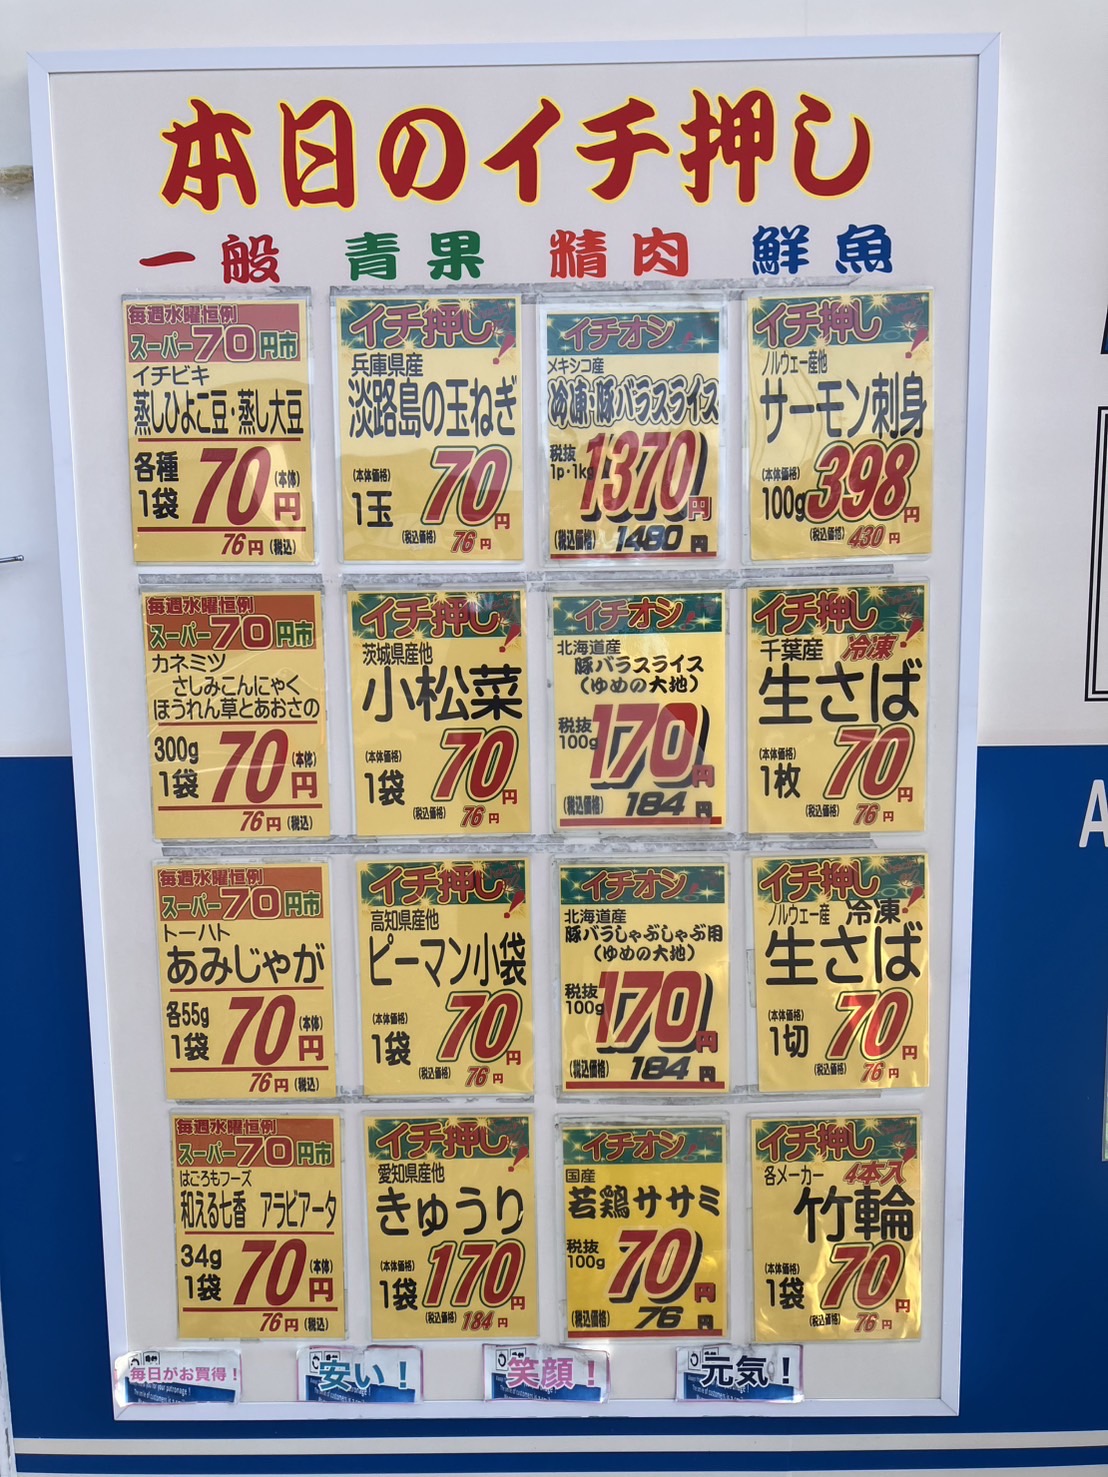 本日のイチ押し
一般
青果
精肉
鮮魚
毎週水曜恒例
スーパー70円市
イチビキ
蒸しひよこ豆・蒸し大豆
各種
1袋
70円
(本体)
76円(税込)
イチ押し!
兵庫県産
淡路島の玉ねぎ
(本体価格)
1玉
70円
(税込価格) 76円
イチオシ!
メキシコ産
冷凍・豚バラスライス
税抜
1p・1kg
1370円
(税込価格) 1480円
イチ押し!
ノルウェー産他
サーモン刺身
(本体価格)
100g
398円
(税込価格) 430円
毎週水曜恒例
スーパー70円市
カネミツ
さしみこんにゃく
ほうれん草とあおさの
300g
1袋
70円
(本体)
76円(税込)
イチ押し!
茨城県産他
小松菜
(本体価格)
1袋
70円
(税込価格) 76円
イチオシ!
北海道産
豚バラスライス
(ゆめの大地)
税抜
100g
170円
(税込価格) 184円
イチ押し!
千葉産 冷凍
生さば
(本体価格)
1枚
70円
(税込価格) 76円
毎週水曜恒例
スーパー70円市
トーハト
あみじゃが
各55g
1袋
70円
(本体)
76円(税込)
イチ押し!
高知県産他
ピーマン小袋
(本体価格)
1袋
70円
(税込価格) 76円
イチオシ!
北海道産
豚バラしゃぶしゃぶ用
(ゆめの大地)
税抜
100g
170円
(税込価格) 184円
イチ押し!
ノルウェー産 冷凍
生さば
(本体価格)
1切
70円
(税込価格) 76円
毎週水曜恒例
スーパー70円市
はごろもフーズ
和える七香 アラビアータ
34g
1袋
70円
(本体)
76円(税込)
イチ押し!
愛知県産他
きゅうり
(本体価格)
1袋
170円
(税込価格) 184円
イチオシ!
国産
若鶏ササミ
税抜
100g
70円
(税込価格) 76円
イチ押し!
各メーカー 4本入
竹輪
(本体価格)
1袋
70円
(税込価格) 76円
毎日がお買得!
安い!
笑顔!
元気!
A